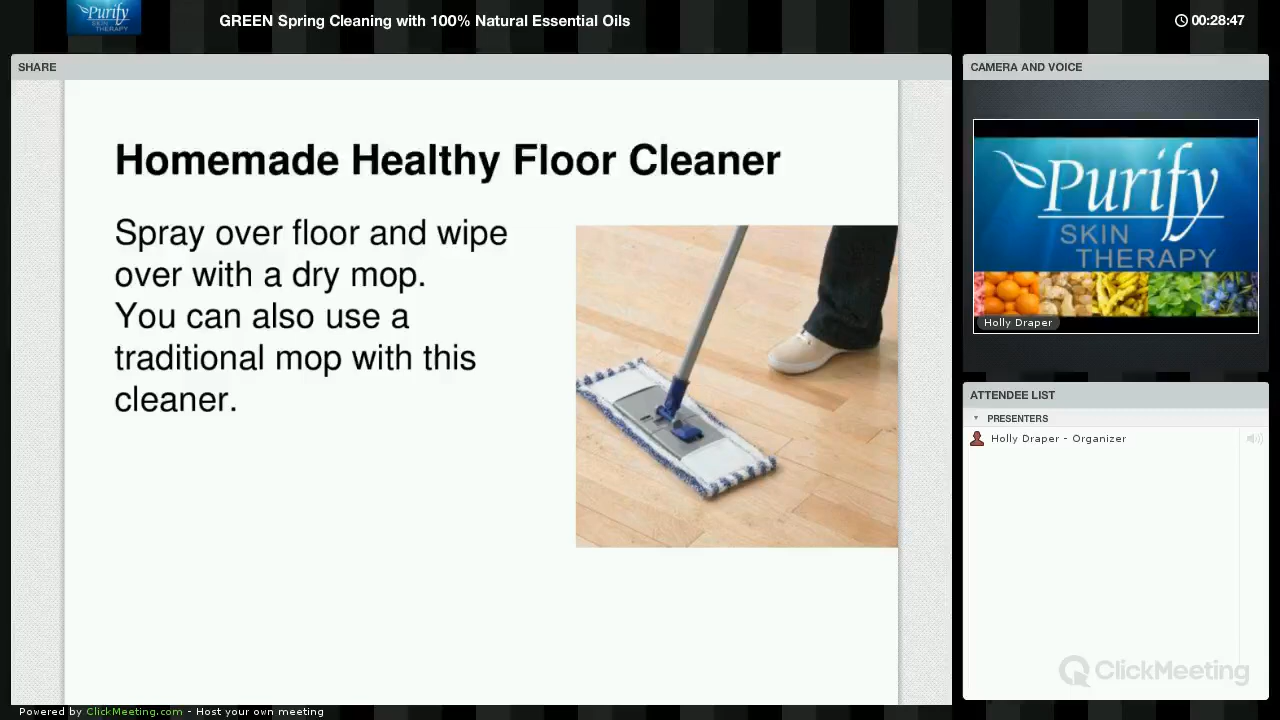 Purify
SKIN
THERAPY
GREEN Spring Cleaning with 100% Natural Essential Oils
00:28:47
SHARE
Homemade Healthy Floor Cleaner
Spray over floor and wipe
over with a dry mop.
You can also use a
traditional mop with this
cleaner.
CAMERA AND VOICE
Purify
SKIN
THERAPY
Holly Draper
ATTENDEE LIST
PRESENTERS
Holly Draper - Organizer
ClickMeeting
Powered by ClickMeeting.com - Host your own meeting